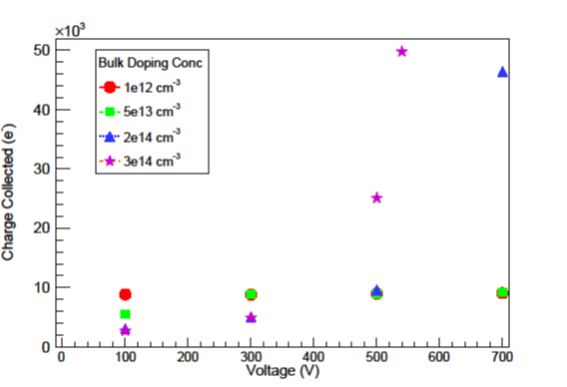 ×10³
50
40
30
20
10
0
Charge Collected (e⁻)
Bulk Doping Conc
1e12 cm⁻³
5e13 cm⁻³
2e14 cm⁻³
3e14 cm⁻³
0 100 200 300 400 500 600 700
Voltage (V)